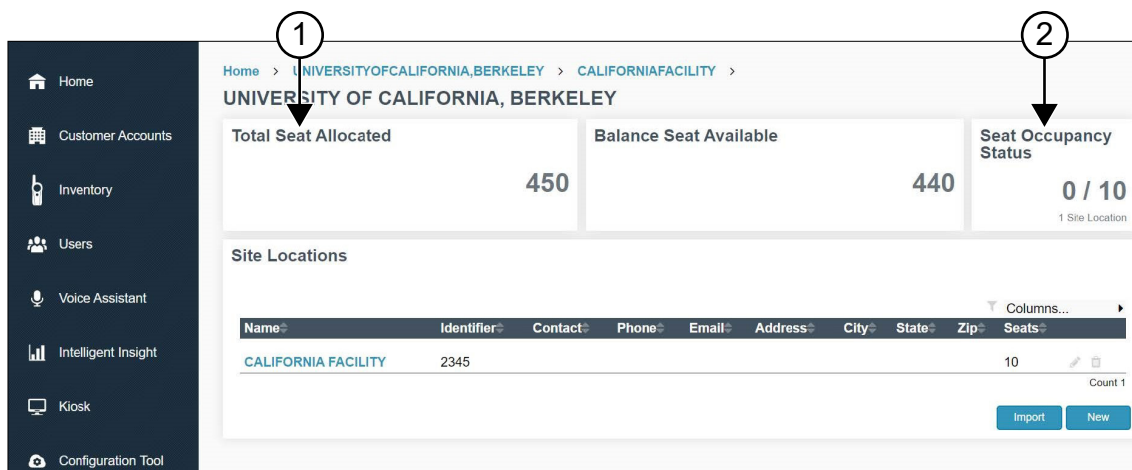 1
2
Home
Customer Accounts
Inventory
Users
Voice Assistant
Intelligent Insight
Kiosk
Configuration Tool
Home > UNIVERSITYOFCALIFORNIA,BERKELEY > CALIFORNIAFACILITY >
UNIVERSITY OF CALIFORNIA, BERKELEY
Total Seat Allocated
450
Balance Seat Available
440
Seat Occupancy
Status
0 / 10
1 Site Location
Site Locations
Columns...
Name Identifier Contact Phone Email Address City State Zip Seats
CALIFORNIA FACILITY 2345 10
Count 1
Import New